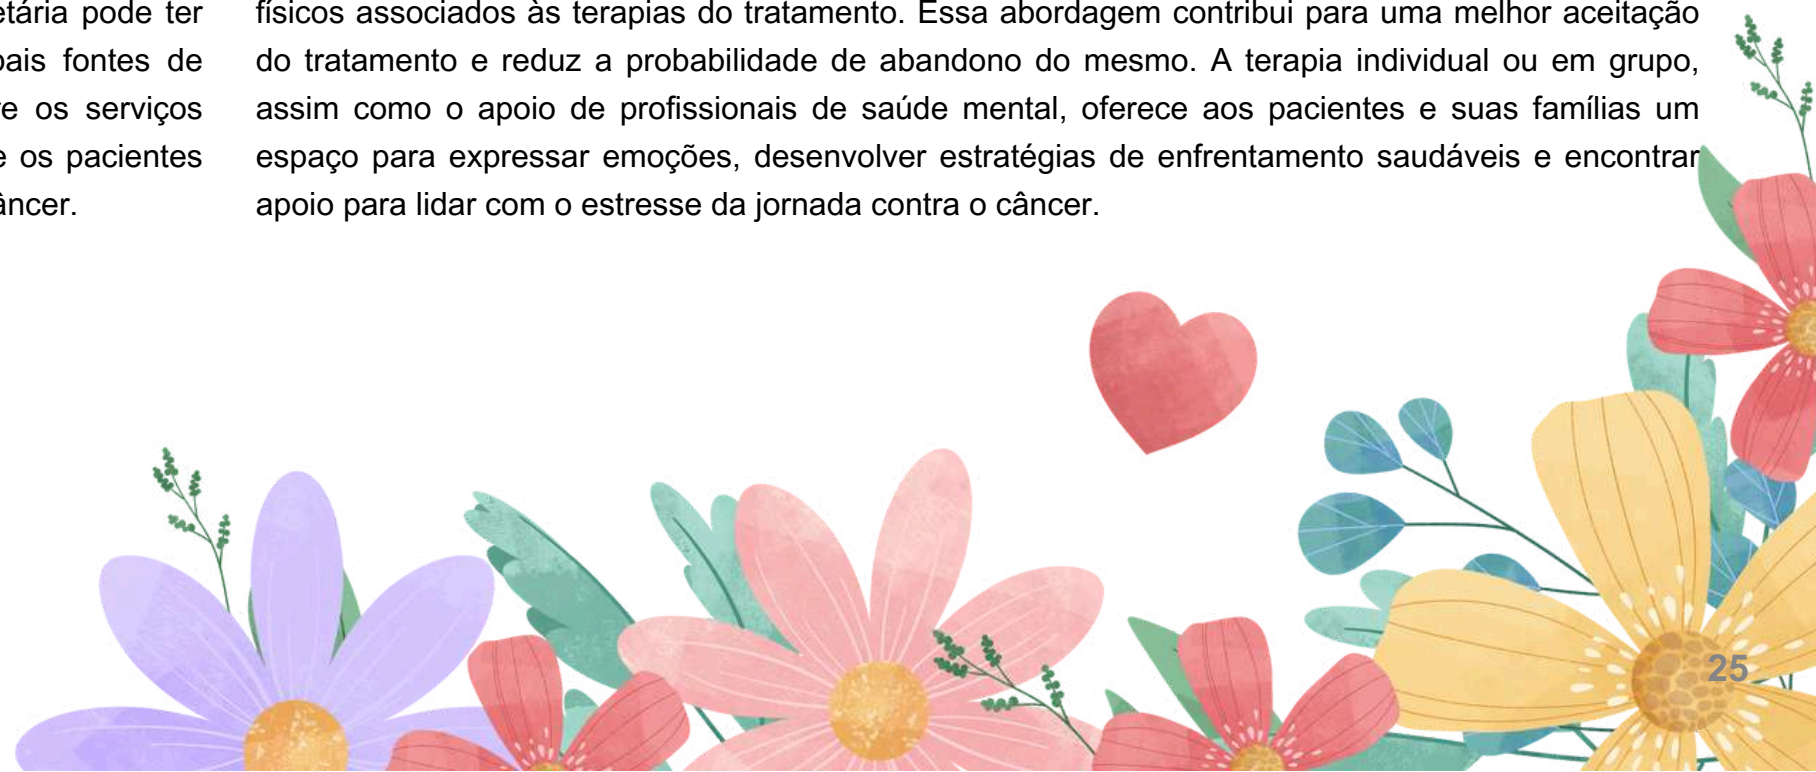 etária pode ter
pais fontes de
os serviços
os pacientes
âncer.
físicos associados às terapias do tratamento. Essa abordagem contribui para uma melhor aceitação
do tratamento e reduz a probabilidade de abandono do mesmo. A terapia individual ou em grupo,
assim como o apoio de profissionais de saúde mental, oferece aos pacientes e suas famílias um
espaço para expressar emoções, desenvolver estratégias de enfrentamento saudáveis e encontrar
apoio para lidar com o estresse da jornada contra o câncer.
25